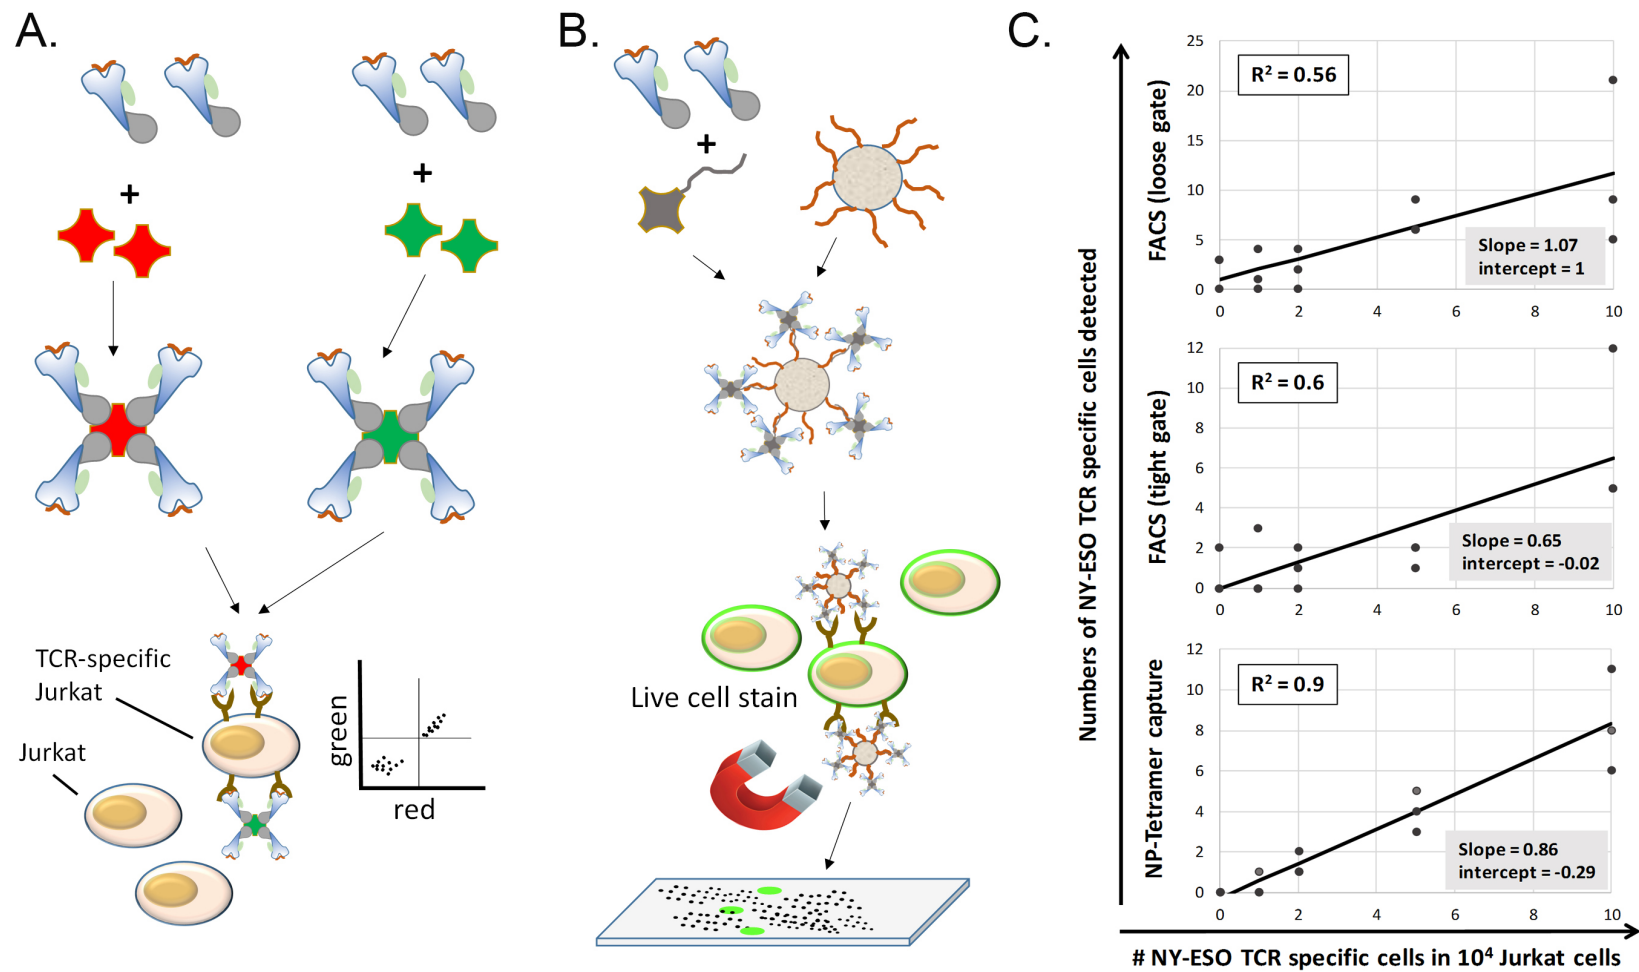 A.
+
+
TCR-specific
Jurkat
Jurkat
green
red
B.
+
Live cell stain
C.
Numbers of NY-ESO TCR specific cells detected
FACS (loose gate)
25
20
15
10
5
0
R² = 0.56
Slope = 1.07
intercept = 1
0 2 4 6 8 10
FACS (tight gate)
12
10
8
6
4
2
0
R² = 0.6
Slope = 0.65
intercept = -0.02
0 2 4 6 8 10
NP-Tetramer capture
12
10
8
6
4
2
0
R² = 0.9
Slope = 0.86
intercept = -0.29
0 2 4 6 8 10
# NY-ESO TCR specific cells in 10⁴ Jurkat cells